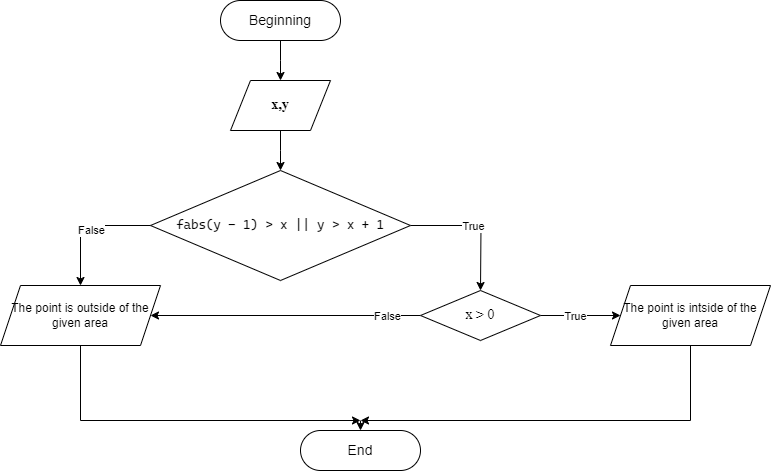 Beginning
x,y
fabs(y - 1) > x || y > x + 1
False
True
The point is outside of the
given area
False
x > 0
True
The point is intside of the
given area
End